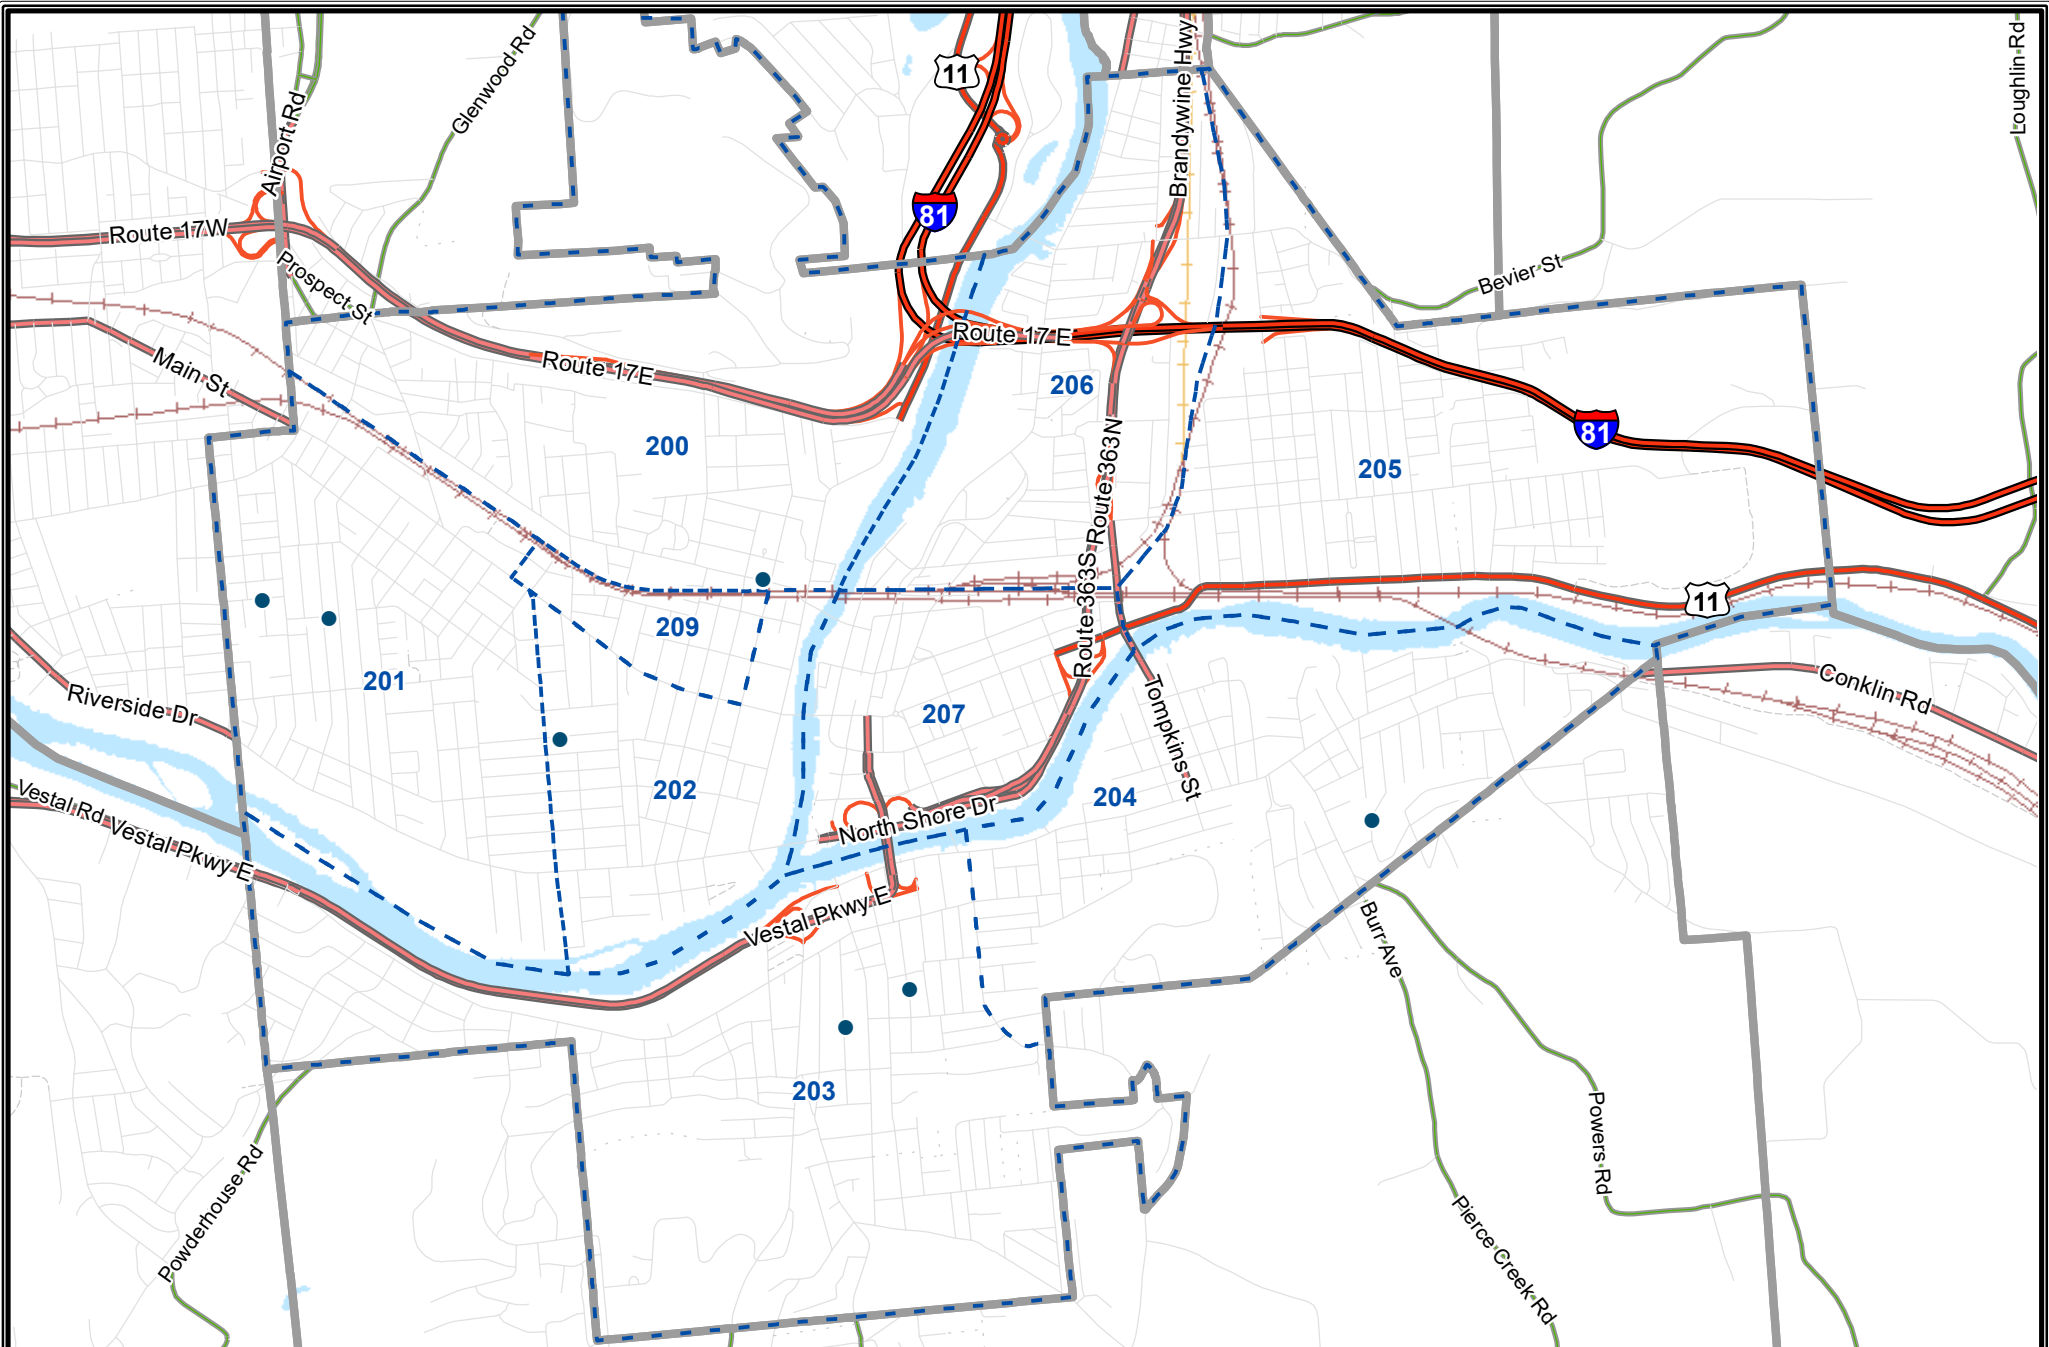 Loughlin Rd
Glenwood Rd
Brandywine Hwy
11
Airport Rd
81
Route 17W
Prospect St
Bevier St
Route 17 E
Main St
Route 17E
206
200
81
205
Route 363N
Route 363S
11
209
201
Riverside Dr
207
Tompkins St
Conklin Rd
202
204
Vestal Rd
North Shore Dr
Vestal Pkwy E
Vestal Pkwy E
Burr Ave
203
Powers Rd
Powderhouse Rd
Pierce Creek Rd